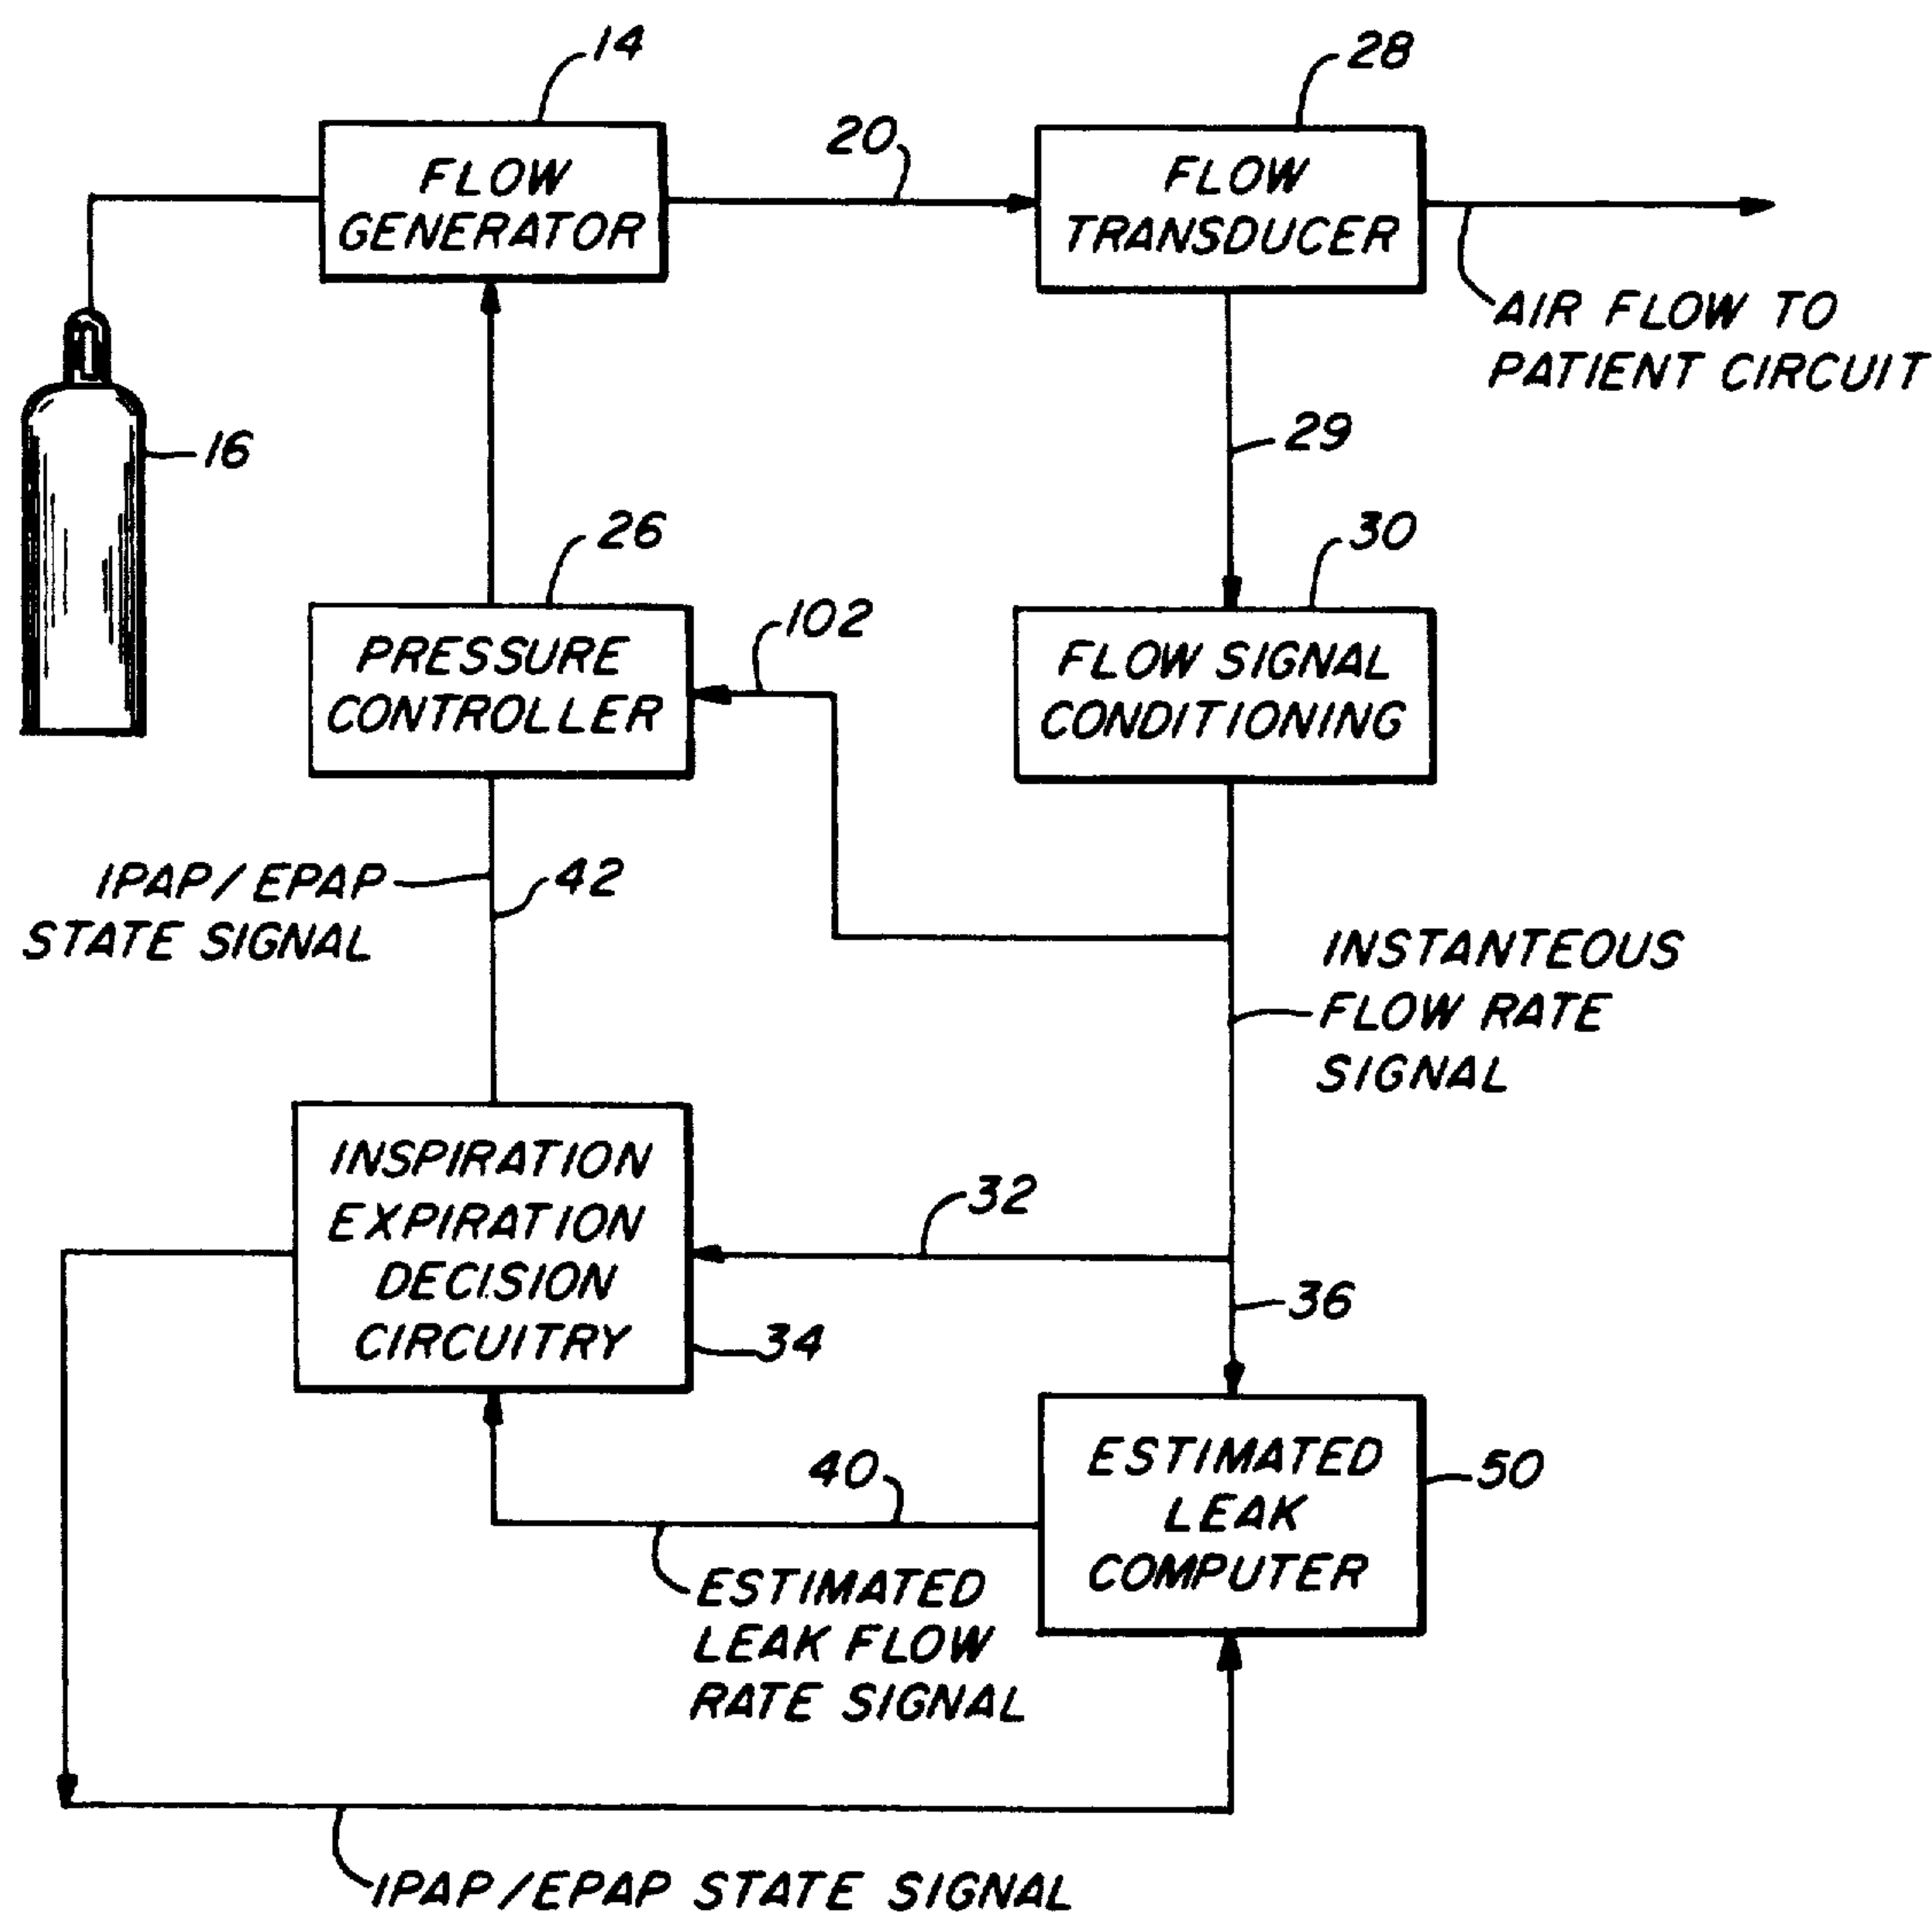 14
28
20
FLOW
GENERATOR
FLOW
TRANSDUCER
AIR FLOW TO
PATIENT CIRCUIT
16
29
26
30
102
PRESSURE
CONTROLLER
FLOW SIGNAL
CONDITIONING
IPAP/EPAP
STATE SIGNAL
42
INSTANTEOUS
FLOW RATE
SIGNAL
INSPIRATION
EXPIRATION
DECISION
CIRCUITRY
32
34
36
40
ESTIMATED
LEAK
COMPUTER
50
ESTIMATED
LEAK FLOW
RATE SIGNAL
IPAP/EPAP STATE SIGNAL